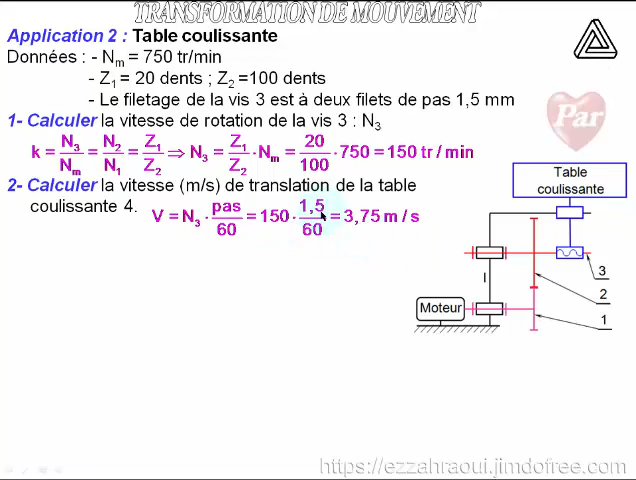 TRANSFORMATION DE MOUVEMENT
Application 2 : Table coulissante
Données : - Nm = 750 tr/min
- Z1 = 20 dents ; Z2 =100 dents
- Le filetage de la vis 3 est à deux filets de pas 1,5 mm
1- Calculer la vitesse de rotation de la vis 3 : N3
k = N3/Nm = N2/N1 = Z1/Z2 ⇒ N3 = Z1/Z2 · Nm = 20/100 · 750 = 150 tr / min
2- Calculer la vitesse (m/s) de translation de la table
coulissante 4.
V = N3 · pas/60 = 150 · 1,5/60 = 3,75 m / s
Par
Table
coulissante
3
2
1
I
Moteur
https://ezzahraoui.jimdofree.com